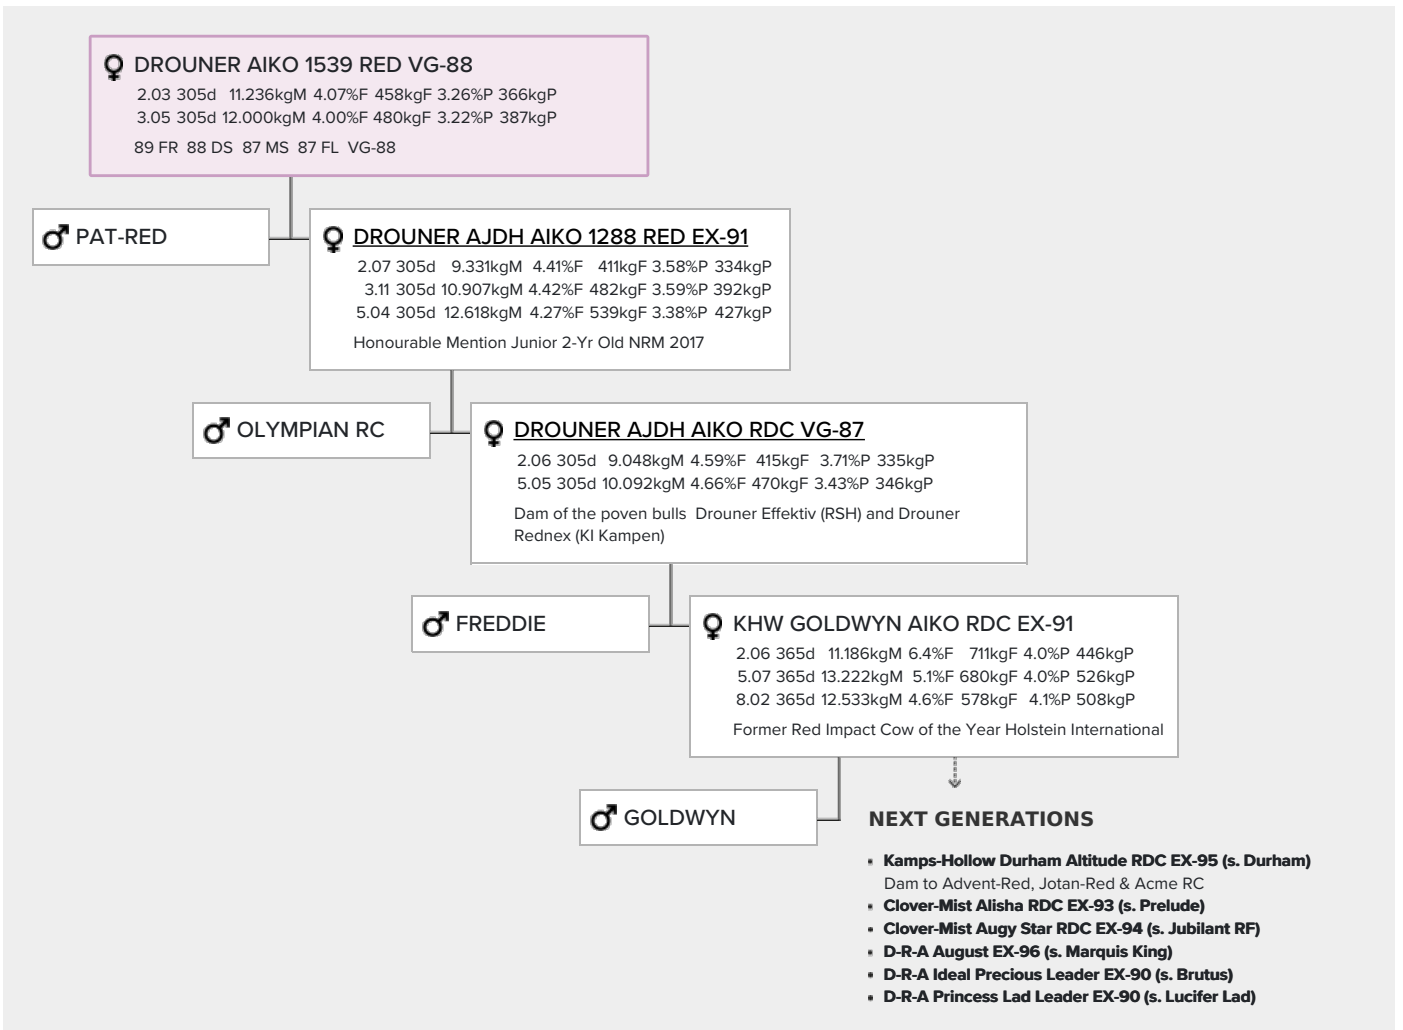 DROUNER AIKO 1539 RED VG-88
2.03 305d 11.236kgM 4.07%F 458kgF 3.26%P 366kgP
3.05 305d 12.000kgM 4.00%F 480kgF 3.22%P 387kgP
89 FR 88 DS 87 MS 87 FL VG-88
PAT-RED
DROUNER AJDH AIKO 1288 RED EX-91
2.07 305d 9.331kgM 4.41%F 411kgF 3.58%P 334kgP
3.11 305d 10.907kgM 4.42%F 482kgF 3.59%P 392kgP
5.04 305d 12.618kgM 4.27%F 539kgF 3.38%P 427kgP
Honourable Mention Junior 2-Yr Old NRM 2017
OLYMPIAN RC
DROUNER AJDH AIKO RDC VG-87
2.06 305d 9.048kgM 4.59%F 415kgF 3.71%P 335kgP
5.05 305d 10.092kgM 4.66%F 470kgF 3.43%P 346kgP
Dam of the poven bulls Drouner Effektiv (RSH) and Drouner
Rednex (KI Kampen)
FREDDIE
KHW GOLDWYN AIKO RDC EX-91
2.06 365d 11.186kgM 6.4%F 711kgF 4.0%P 446kgP
5.07 365d 13.222kgM 5.1%F 680kgF 4.0%P 526kgP
8.02 365d 12.533kgM 4.6%F 578kgF 4.1%P 508kgP
Former Red Impact Cow of the Year Holstein International
GOLDWYN
NEXT GENERATIONS
Kamps-Hollow Durham Altitude RDC EX-95 (s. Durham)
Dam to Advent-Red, Jotan-Red & Acme RC
Clover-Mist Alisha RDC EX-93 (s. Prelude)
Clover-Mist Augy Star RDC EX-94 (s. Jubilant RF)
D-R-A August EX-96 (s. Marquis King)
D-R-A Ideal Precious Leader EX-90 (s. Brutus)
D-R-A Princess Lad Leader EX-90 (s. Lucifer Lad)